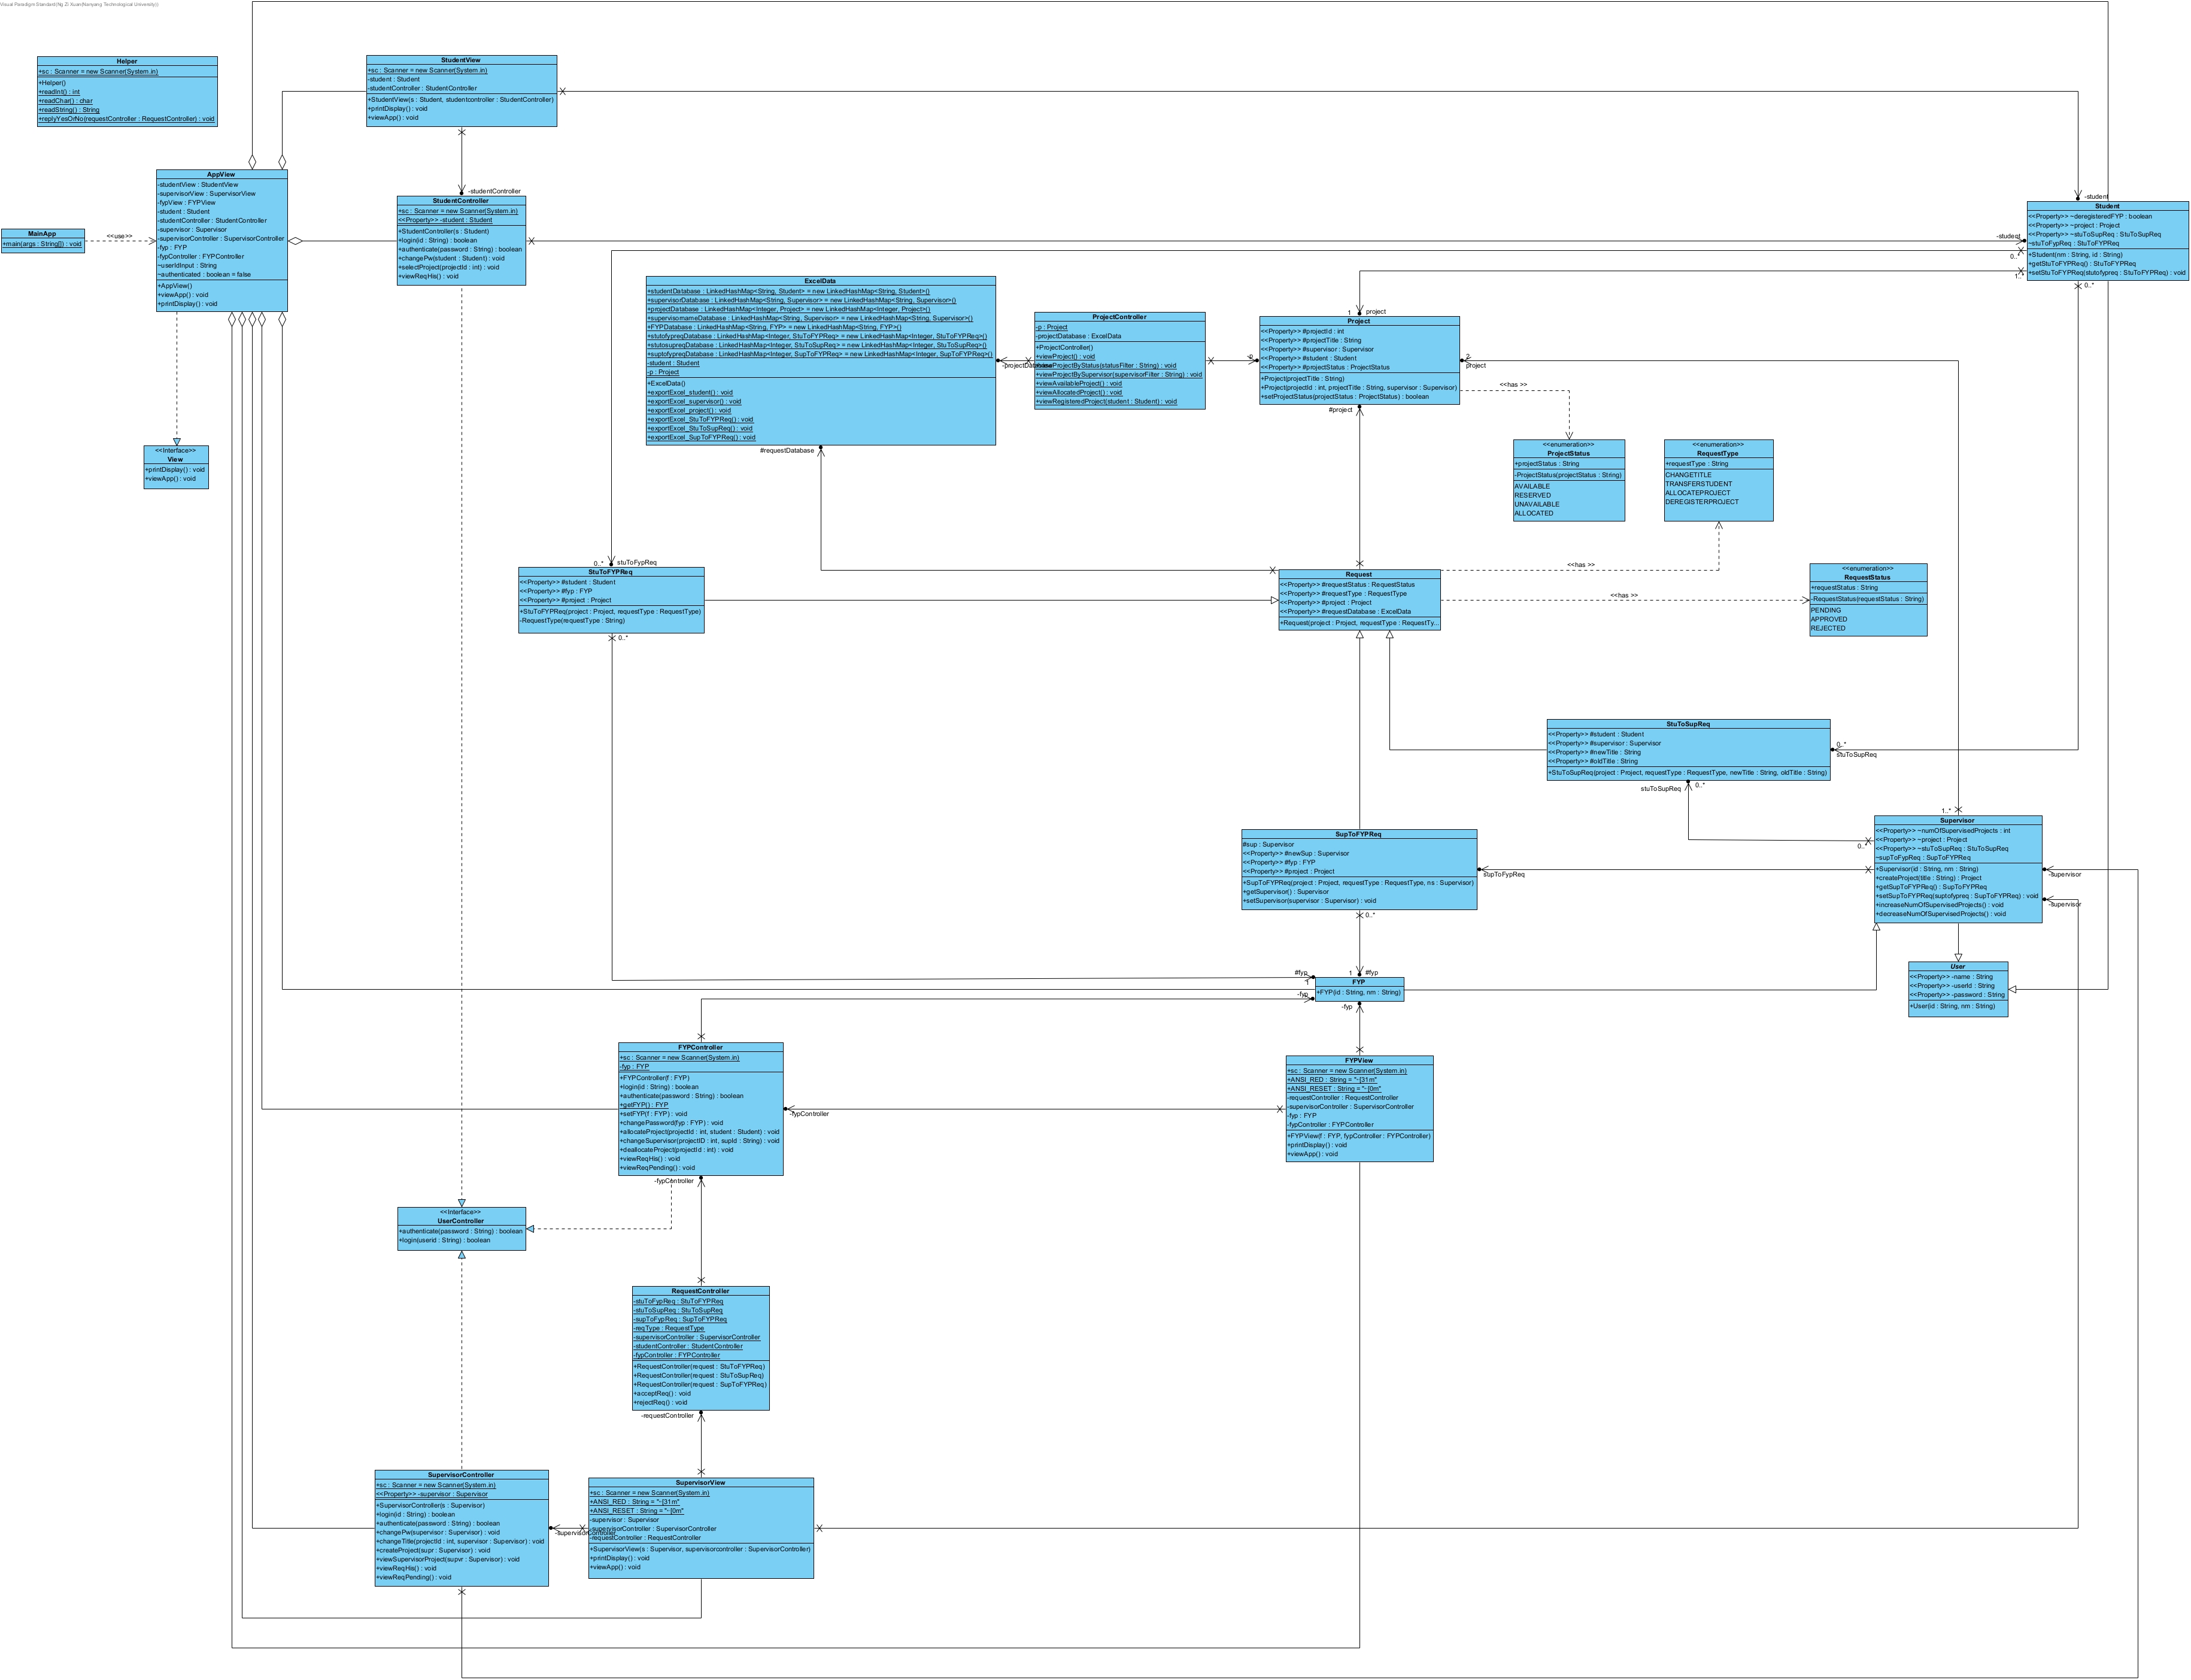 Visual Paradigm Standard(Ng Zi Xuan(Nanyang Technological University))
Helper
+sc : Scanner = new Scanner(System.in)
+Helper()
+readInt() : int
+readChar() : char
+readString() : String
+replyYesOrNo(requestController : RequestController) : void
StudentView
+sc : Scanner = new Scanner(System.in)
-student : Student
-studentController : StudentController
+StudentView(s : Student, studentcontroller : StudentController)
+printDisplay() : void
+viewApp() : void
AppView
-studentView : StudentView
-supervisorView : SupervisorView
-fypView : FYPView
-student : Student
-studentController : StudentController
-supervisor : Supervisor
-supervisorController : SupervisorController
-fyp : FYP
-fypController : FYPController
~userIdInput : String
~authenticated : boolean = false
+AppView()
+viewApp() : void
+printDisplay() : void
MainApp
+main(args : String[]) : void
<<use>>
-studentController
StudentController
+sc : Scanner = new Scanner(System.in)
<<Property>> -student : Student
+StudentController(s : Student)
+login(id : String) : boolean
+authenticate(password : String) : boolean
+changePw(student : Student) : void
+selectProject(projectId : int) : void
+viewReqHis() : void
-student
-student
0..*
1..*
0..*
Student
<<Property>> ~deregisteredFYP : boolean
<<Property>> ~project : Project
<<Property>> ~stuToSupReq : StuToSupReq
~stuToFypReq : StuToFYPReq
+Student(nm : String, id : String)
+getStuToFYPReq() : StuToFYPReq
+setStuToFYPReq(stutofypreq : StuToFYPReq) : void
ExcelData
+studentDatabase : LinkedHashMap<String, Student> = new LinkedHashMap<String, Student>()
+supervisorDatabase : LinkedHashMap<String, Supervisor> = new LinkedHashMap<String, Supervisor>()
+projectDatabase : LinkedHashMap<Integer, Project> = new LinkedHashMap<Integer, Project>()
+supervisornameDatabase : LinkedHashMap<String, Supervisor> = new LinkedHashMap<String, Supervisor>()
+FYPDatabase : LinkedHashMap<String, FYP> = new LinkedHashMap<String, FYP>()
+stutofypreqDatabase : LinkedHashMap<Integer, StuToFYPReq> = new LinkedHashMap<Integer, StuToFYPReq>()
+stutosupreqDatabase : LinkedHashMap<Integer, StuToSupReq> = new LinkedHashMap<Integer, StuToSupReq>()
+suptofypreqDatabase : LinkedHashMap<Integer, SupToFYPReq> = new LinkedHashMap<Integer, SupToFYPReq>()
-student : Student
-p : Project
+ExcelData()
+exportExcel_student() : void
+exportExcel_supervisor() : void
+exportExcel_project() : void
+exportExcel_StuToFYPReq() : void
+exportExcel_StuToSupReq() : void
+exportExcel_SupToFYPReq() : void
#requestDatabase
-projectDatabase
ProjectController
-p : Project
-projectDatabase : ExcelData
+ProjectController()
+viewProject() : void
+viewProjectByStatus(statusFilter : String) : void
+viewProjectBySupervisor(supervisorFilter : String) : void
+viewAvailableProject() : void
+viewAllocatedProject() : void
+viewRegisteredProject(student : Student) : void
-p
1
project
Project
<<Property>> #projectId : int
<<Property>> #projectTitle : String
<<Property>> #supervisor : Supervisor
<<Property>> #student : Student
<<Property>> #projectStatus : ProjectStatus
+Project(projectTitle : String)
+Project(projectId : int, projectTitle : String, supervisor : Supervisor)
+setProjectStatus(projectStatus : ProjectStatus) : boolean
2
project
<<has >>
#project
<<Interface>>
View
+printDisplay() : void
+viewApp() : void
<<enumeration>>
ProjectStatus
+projectStatus : String
-ProjectStatus(projectStatus : String)
AVAILABLE
RESERVED
UNAVAILABLE
ALLOCATED
<<enumeration>>
RequestType
+requestType : String
CHANGETITLE
TRANSFERSTUDENT
ALLOCATEPROJECT
DEREGISTERPROJECT
0..*
stuToFypReq
StuToFYPReq
<<Property>> #student : Student
<<Property>> #fyp : FYP
<<Property>> #project : Project
+StuToFYPReq(project : Project, requestType : RequestType)
-RequestType(requestType : String)
0..*
Request
<<Property>> #requestStatus : RequestStatus
<<Property>> #requestType : RequestType
<<Property>> #project : Project
<<Property>> #requestDatabase : ExcelData
+Request(project : Project, requestType : RequestTy...
<<has >>
<<has >>
<<enumeration>>
RequestStatus
+requestStatus : String
-RequestStatus(requestStatus : String)
PENDING
APPROVED
REJECTED
StuToSupReq
<<Property>> #student : Student
<<Property>> #supervisor : Supervisor
<<Property>> #newTitle : String
<<Property>> #oldTitle : String
+StuToSupReq(project : Project, requestType : RequestType, newTitle : String, oldTitle : String)
0..*
stuToSupReq
stuToSupReq
0..*
1..*
0..*
Supervisor
<<Property>> ~numOfSupervisedProjects : int
<<Property>> ~project : Project
<<Property>> ~stuToSupReq : StuToSupReq
~supToFypReq : SupToFYPReq
+Supervisor(id : String, nm : String)
+createProject(title : String) : Project
+getSupToFYPReq() : SupToFYPReq
+setSupToFYPReq(suptofypreq : SupToFYPReq) : void
+increaseNumOfSupervisedProjects() : void
+decreaseNumOfSupervisedProjects() : void
-supervisor
-supervisor
SupToFYPReq
#sup : Supervisor
<<Property>> #newSup : Supervisor
<<Property>> #fyp : FYP
<<Property>> #project : Project
+SupToFYPReq(project : Project, requestType : RequestType, ns : Supervisor)
+getSupervisor() : Supervisor
+setSupervisor(supervisor : Supervisor) : void
supToFypReq
0..*
1
#fyp
#fyp
1
-fyp
-fyp
FYP
+FYP(id : String, nm : String)
User
<<Property>> -name : String
<<Property>> -userId : String
<<Property>> -password : String
+User(id : String, nm : String)
FYPController
+sc : Scanner = new Scanner(System.in)
-fyp : FYP
+FYPController(f : FYP)
+login(id : String) : boolean
+authenticate(password : String) : boolean
+getFYP() : FYP
+setFYP(f : FYP) : void
+changePassword(fyp : FYP) : void
+allocateProject(projectId : int, student : Student) : void
+changeSupervisor(projectID : int, supId : String) : void
+deallocateProject(projectId : int) : void
+viewReqHis() : void
+viewReqPending() : void
-fypController
-fypController
FYPView
+sc : Scanner = new Scanner(System.in)
+ANSI_RED : String = "~[31m"
+ANSI_RESET : String = "~[0m"
-requestController : RequestController
-supervisorController : SupervisorController
-fyp : FYP
-fypController : FYPController
+FYPView(f : FYP, fypController : FYPController)
+printDisplay() : void
+viewApp() : void
<<Interface>>
UserController
+authenticate(password : String) : boolean
+login(userid : String) : boolean
RequestController
-stuToFypReq : StuToFYPReq
-stuToSupReq : StuToSupReq
-supToFypReq : SupToFYPReq
-reqType : RequestType
-supervisorController : SupervisorController
-studentController : StudentController
-fypController : FYPController
+RequestController(request : StuToFYPReq)
+RequestController(request : StuToSupReq)
+RequestController(request : SupToFYPReq)
+acceptReq() : void
+rejectReq() : void
-requestController
SupervisorController
+sc : Scanner = new Scanner(System.in)
<<Property>> -supervisor : Supervisor
+SupervisorController(s : Supervisor)
+login(id : String) : boolean
+authenticate(password : String) : boolean
+changePw(supervisor : Supervisor) : void
+changeTitle(projectId : int, supervisor : Supervisor) : void
+createProject(supr : Supervisor) : void
+viewSupervisorProject(supvr : Supervisor) : void
+viewReqHis() : void
+viewReqPending() : void
-supervisorController
SupervisorView
+sc : Scanner = new Scanner(System.in)
+ANSI_RED : String = "~[31m"
+ANSI_RESET : String = "~[0m"
-supervisor : Supervisor
-supervisorController : SupervisorController
-requestController : RequestController
+SupervisorView(s : Supervisor, supervisorcontroller : SupervisorController)
+printDisplay() : void
+viewApp() : void